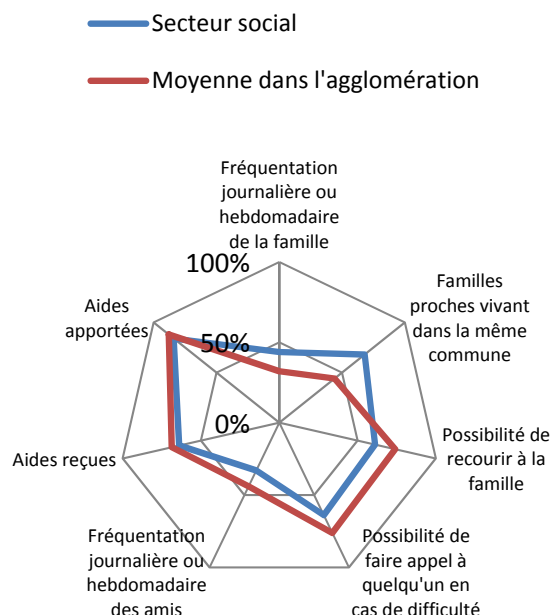 Secteur social
Moyenne dans l'agglomération
Fréquentation
journalière ou
hebdomadaire
de la famille
100%
50%
0%
Familles
proches vivant
dans la même
commune
Possibilité de
recourir à la
famille
Possibilité de
faire appel à
quelqu'un en
cas de difficulté
Fréquentation
journalière ou
hebdomadaire
des amis
Aides reçues
Aides
apportées